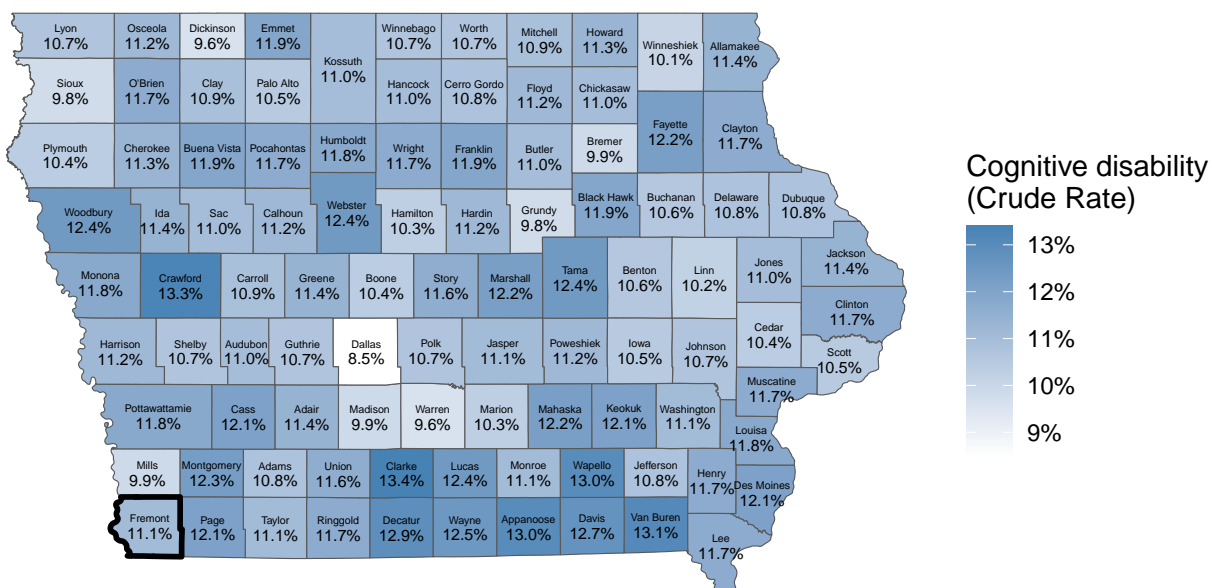 Lyon
10.7%
Osceola
11.2%
Dickinson
9.6%
Emmet
11.9%
Kossuth
11.0%
Winnebago
10.7%
Worth
10.7%
Mitchell
10.9%
Howard
11.3%
Winneshiek
10.1%
Allamakee
11.4%
Sioux
9.8%
O'Brien
11.7%
Clay
10.9%
Palo Alto
10.5%
Hancock
11.0%
Cerro Gordo
10.8%
Floyd
11.2%
Chickasaw
11.0%
Fayette
12.2%
Clayton
11.7%
Plymouth
10.4%
Cherokee
11.3%
Buena Vista
11.9%
Pocahontas
11.7%
Humboldt
11.8%
Wright
11.7%
Franklin
11.9%
Butler
11.0%
Bremer
9.9%
Woodbury
12.4%
Ida
11.4%
Sac
11.0%
Calhoun
11.2%
Webster
12.4%
Hamilton
10.3%
Hardin
11.2%
Grundy
9.8%
Black Hawk
11.9%
Buchanan
10.6%
Delaware
10.8%
Dubuque
10.8%
Monona
11.8%
Crawford
13.3%
Carroll
10.9%
Greene
11.4%
Boone
10.4%
Story
11.6%
Marshall
12.2%
Tama
12.4%
Benton
10.6%
Linn
10.2%
Jones
11.0%
Jackson
11.4%
Clinton
11.7%
Harrison
11.2%
Shelby
10.7%
Audubon
11.0%
Guthrie
10.7%
Dallas
8.5%
Polk
10.7%
Jasper
11.1%
Poweshiek
11.2%
Iowa
10.5%
Johnson
10.7%
Cedar
10.4%
Scott
10.5%
Muscatine
11.7%
Pottawattamie
11.8%
Cass
12.1%
Adair
11.4%
Madison
9.9%
Warren
9.6%
Marion
10.3%
Mahaska
12.2%
Keokuk
12.1%
Washington
11.1%
Louisa
11.8%
Mills
9.9%
Montgomery
12.3%
Adams
10.8%
Union
11.6%
Clarke
13.4%
Lucas
12.4%
Monroe
11.1%
Wapello
13.0%
Jefferson
10.8%
Henry
11.7%
Des Moines
12.1%
Fremont
11.1%
Page
12.1%
Taylor
11.1%
Ringgold
11.7%
Decatur
12.9%
Wayne
12.5%
Appanoose
13.0%
Davis
12.7%
Van Buren
13.1%
Lee
11.7%
Cognitive disability
(Crude Rate)
13%
12%
11%
10%
9%